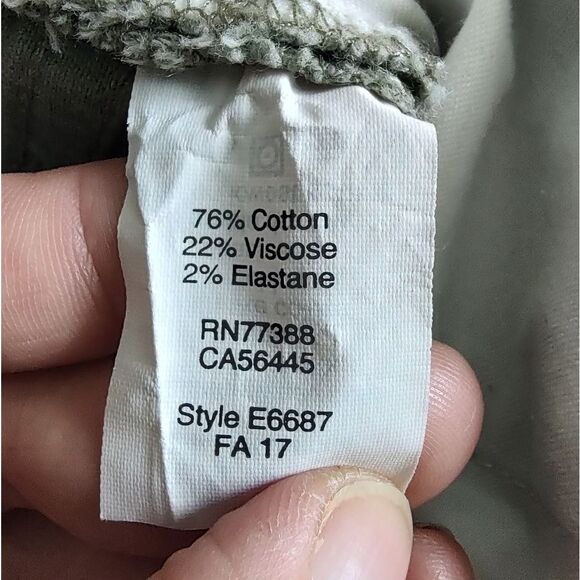 76% Cotton
22% Viscose
2% Elastane
RN77388
CA56445
Style E6687
FA 17